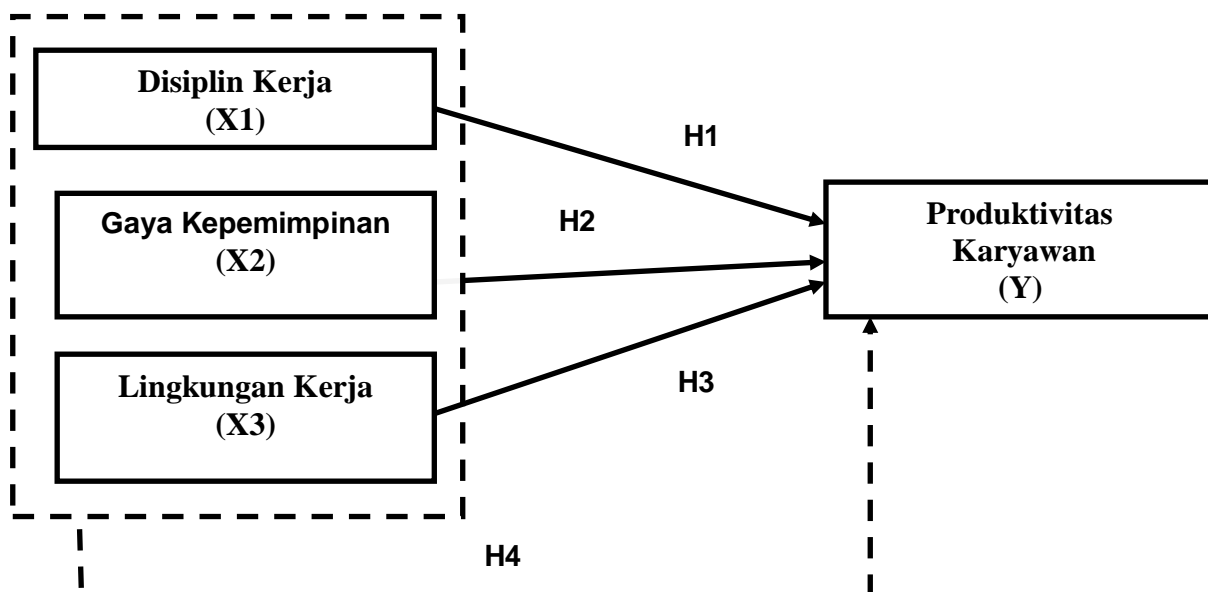 Disiplin Kerja
(X1)
H1
Gaya Kepemimpinan
(X2)
H2
Produktivitas
Karyawan
(Y)
Lingkungan Kerja
(X3)
H3
H4